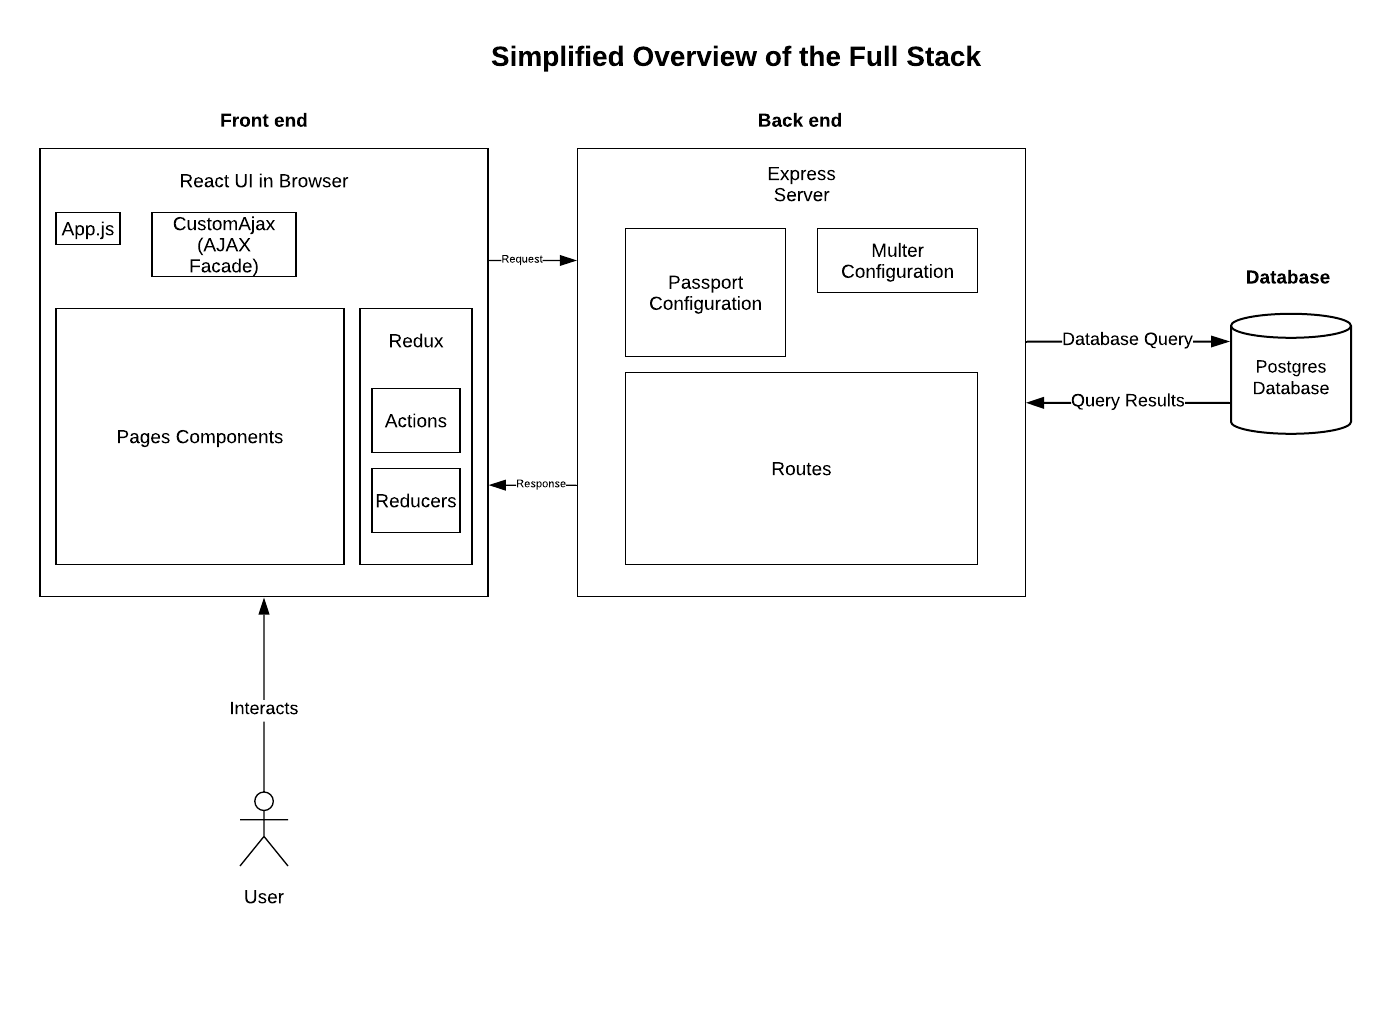 Simplified Overview of the Full Stack
Front end
Back end
React UI in Browser
App.js
CustomAjax
(AJAX
Facade)
Pages Components
Redux
Actions
Reducers
Request
Response
Express
Server
Passport
Configuration
Multer
Configuration
Routes
Database Query
Query Results
Database
Postgres
Database
Interacts
User